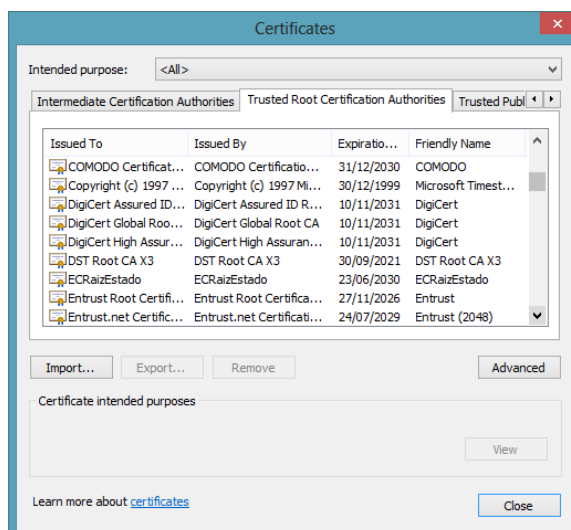 Certificates
Intended purpose: <All>
Intermediate Certification Authorities Trusted Root Certification Authorities Trusted Publ
Issued To Issued By Expiratio... Friendly Name
COMODO Certificat... COMODO Certificatio... 31/12/2030 COMODO
Copyright (c) 1997 ... Copyright (c) 1997 Mi... 30/12/1999 Microsoft Timest...
DigiCert Assured ID... DigiCert Assured ID R... 10/11/2031 DigiCert
DigiCert Global Roo... DigiCert Global Root CA 10/11/2031 DigiCert
DigiCert High Assur... DigiCert High Assuran... 10/11/2031 DigiCert
DST Root CA X3 DST Root CA X3 30/09/2021 DST Root CA X3
ECRaizEstado ECRaizEstado 23/06/2030 ECRaizEstado
Entrust Root Certifi... Entrust Root Certifica... 27/11/2026 Entrust
Entrust.net Certific... Entrust.net Certificati... 24/07/2029 Entrust (2048)
Import... Export... Remove Advanced
Certificate intended purposes
View
Learn more about certificates
Close